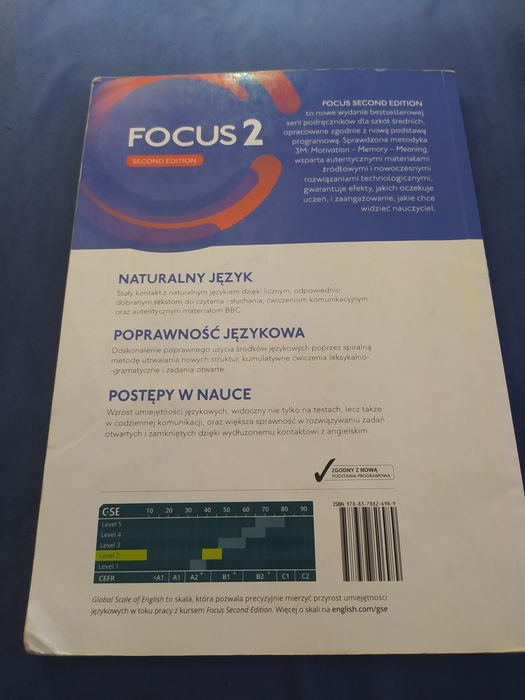 FOCUS 2
SECOND EDITION
FOCUS SECOND EDITION
to nowe wydanie bestsellerowej
serii podręczników dla szkół średnich,
opracowane zgodnie z nową podstawą
programową. Sprawdzona metodyka
3M: Motivation – Memory – Meaning,
wsparta autentycznymi materiałami
źródłowymi i nowoczesnymi
rozwiązaniami technologicznymi,
gwarantuje efekty, jakich oczekuje
uczeń, i zaangażowanie, jakie chce
widzieć nauczyciel.
NATURALNY JĘZYK
Stały kontakt z naturalnym językiem dzięki licznym, odpowiednio
dobranym tekstom do czytania i słuchania, ćwiczeniom komunikacyjnym
oraz autentycznym materiałom BBC.
POPRAWNOŚĆ JĘZYKOWA
Doskonalenie poprawnego użycia środków językowych poprzez spiralną
metodę utrwalania nowych struktur, kumulatywne ćwiczenia leksykalno-
-gramatyczne i zadania otwarte.
POSTĘPY W NAUCE
Wzrost umiejętności językowych, widoczny nie tylko na testach, lecz także
w codziennej komunikacji, oraz większa sprawność w rozwiązywaniu zadań
otwartych i zamkniętych dzięki wydłużonemu kontaktowi z angielskim.
ZGODNY Z NOWĄ
PODSTAWĄ PROGRAMOWĄ
GSE 10 20 30 40 50 60 70 80 90
Level 5
Level 4
Level 3
Level 2
Level 1
CEFR <A1 A1 A2 + B1 + B2 + C1 C2
ISBN 978-83-7882-698-9
Global Scale of English to skala, która pozwala precyzyjnie mierzyć przyrost umiejętności
językowych w toku pracy z kursem Focus Second Edition. Więcej o skali na english.com/gse